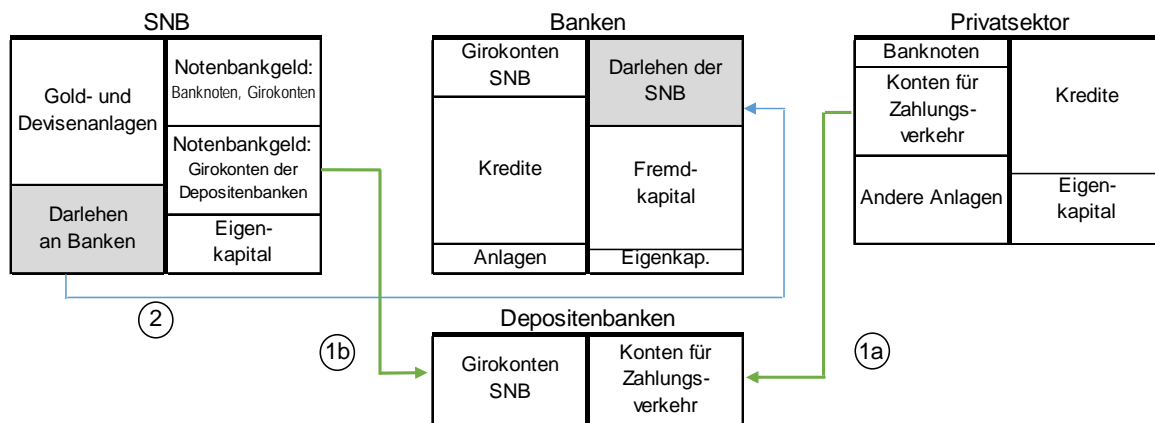 SNB
Gold- und
Devisenanlagen
Darlehen
an Banken
Notenbankgeld:
Banknoten, Girokonten
Notenbankgeld:
Girokonten der
Depositenbanken
Eigen-
kapital
Banken
Girokonten
SNB
Kredite
Anlagen
Darlehen der
SNB
Fremd-
kapital
Eigenkap.
Privatsektor
Banknoten
Konten für
Zahlungs-
verkehr
Andere Anlagen
Kredite
Eigen-
kapital
2
1b
1a
Depositenbanken
Girokonten
SNB
Konten für
Zahlungs-
verkehr